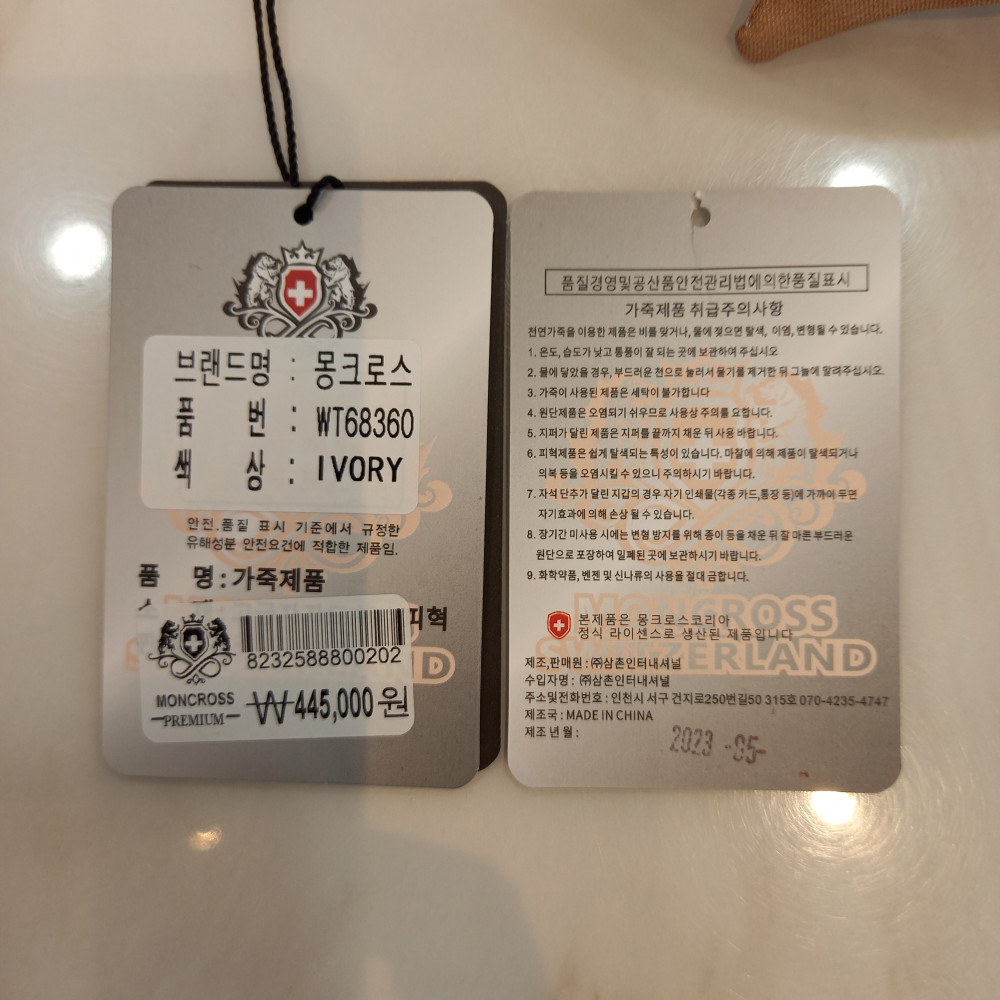 브랜드명 : 몽크로스
품 번 : WT68360
색 상 : IVORY
안전.품질 표시 기준에서 규정한
유해성분 안전요건에 적합한 제품임.
품 명 : 가죽제품
피혁
8232588800202
MONCROSS
PREMIUM
₩445,000원
품질경영및공산품안전관리법에의한품질표시
가죽제품 취급주의사항
천연가죽을 이용한 제품은 비를 맞거나, 물에 젖으면 탈색, 이염, 변형될 수 있습니다.
1. 온도, 습도가 낮고 통풍이 잘 되는 곳에 보관하여 주십시오
2. 물에 닿았을 경우, 부드러운 천으로 눌러서 물기를 제거한 뒤 그늘에 말려주십시오.
3. 가죽이 사용된 제품은 세탁이 불가합니다
4. 원단제품은 오염되기 쉬우므로 사용상 주의를 요합니다.
5. 지퍼가 달린 제품은 지퍼를 끝까지 채운 뒤 사용 바랍니다.
6. 피혁제품은 쉽게 탈색되는 특성이 있습니다. 마찰에 의해 제품이 탈색되거나
의복 등을 오염시킬 수 있으니 주의하시기 바랍니다.
7. 자석 단추가 달린 지갑의 경우 자기 인쇄물(각종 카드,통장 등)에 가까이 두면
자기효과에 의해 손상 될 수 있습니다.
8. 장기간 미사용 시에는 변형 방지를 위해 종이 등을 채운 뒤 잘 마른 부드러운
원단으로 포장하여 밀폐된 곳에 보관하시기 바랍니다.
9. 화학약품, 벤젠 및 신나류의 사용을 절대 금합니다.
MONCROSS
SWITZERLAND
본제품은 몽크로스코리아
정식 라이센스로 생산된 제품입니다
제조,판매원 : ㈜삼촌인터내셔널
수입자명 : ㈜삼촌인터내셔널
주소및전화번호 : 인천시 서구 건지로250번길50 315호 070-4235-4747
제조국 : MADE IN CHINA
제조년월 : 2023 -05-